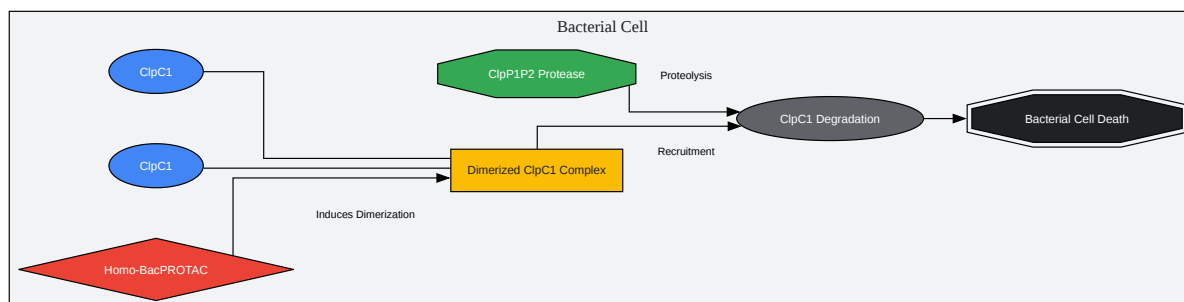 Bacterial Cell
ClpC1
ClpP1P2 Protease
Proteolysis
ClpC1 Degradation
Bacterial Cell Death
ClpC1
Recruitment
Dimerized ClpC1 Complex
Induces Dimerization
Homo-BacPROTAC